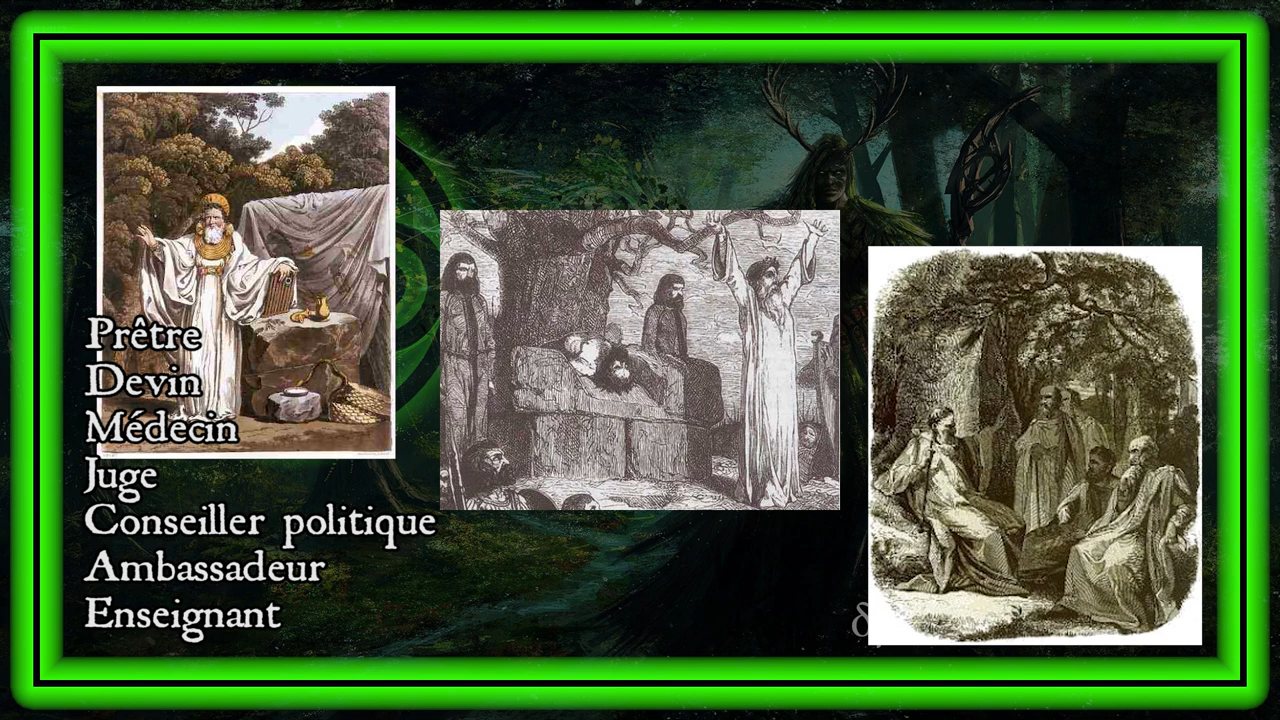 Prêtre
Devin
Médecin
Juge
Conseiller politique
Ambassadeur
Enseignant